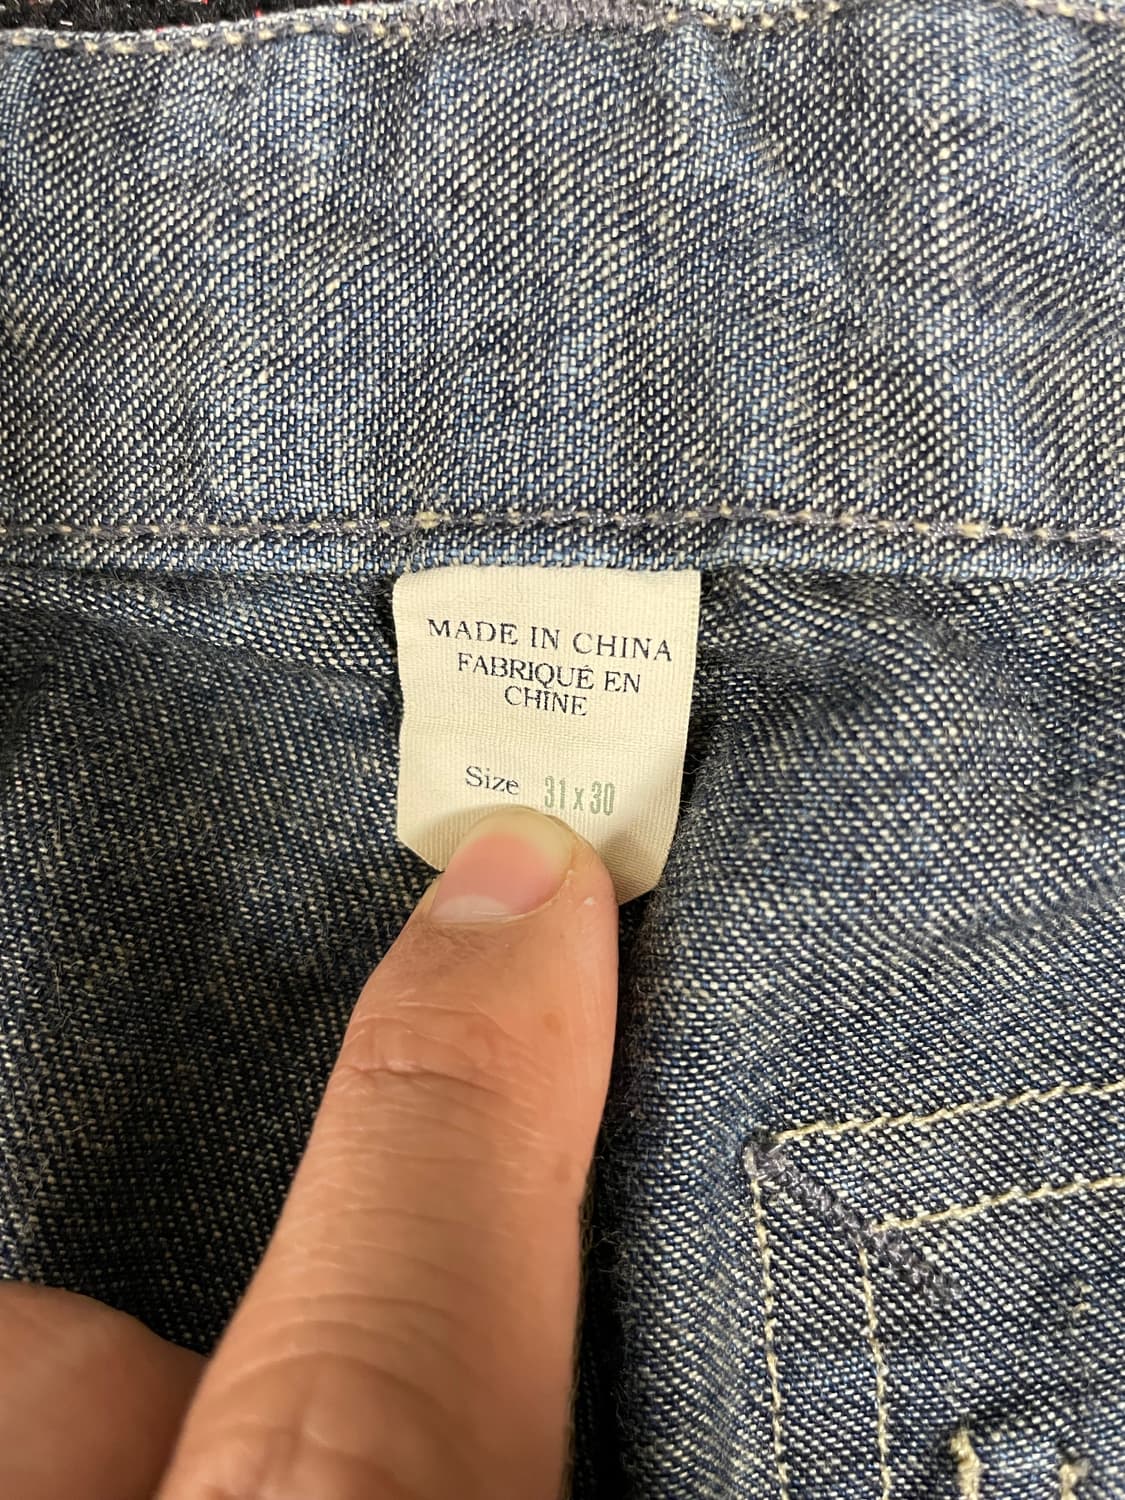 MADE IN CHINA
FABRIQUÉ EN
CHINE
Size 31 x 30